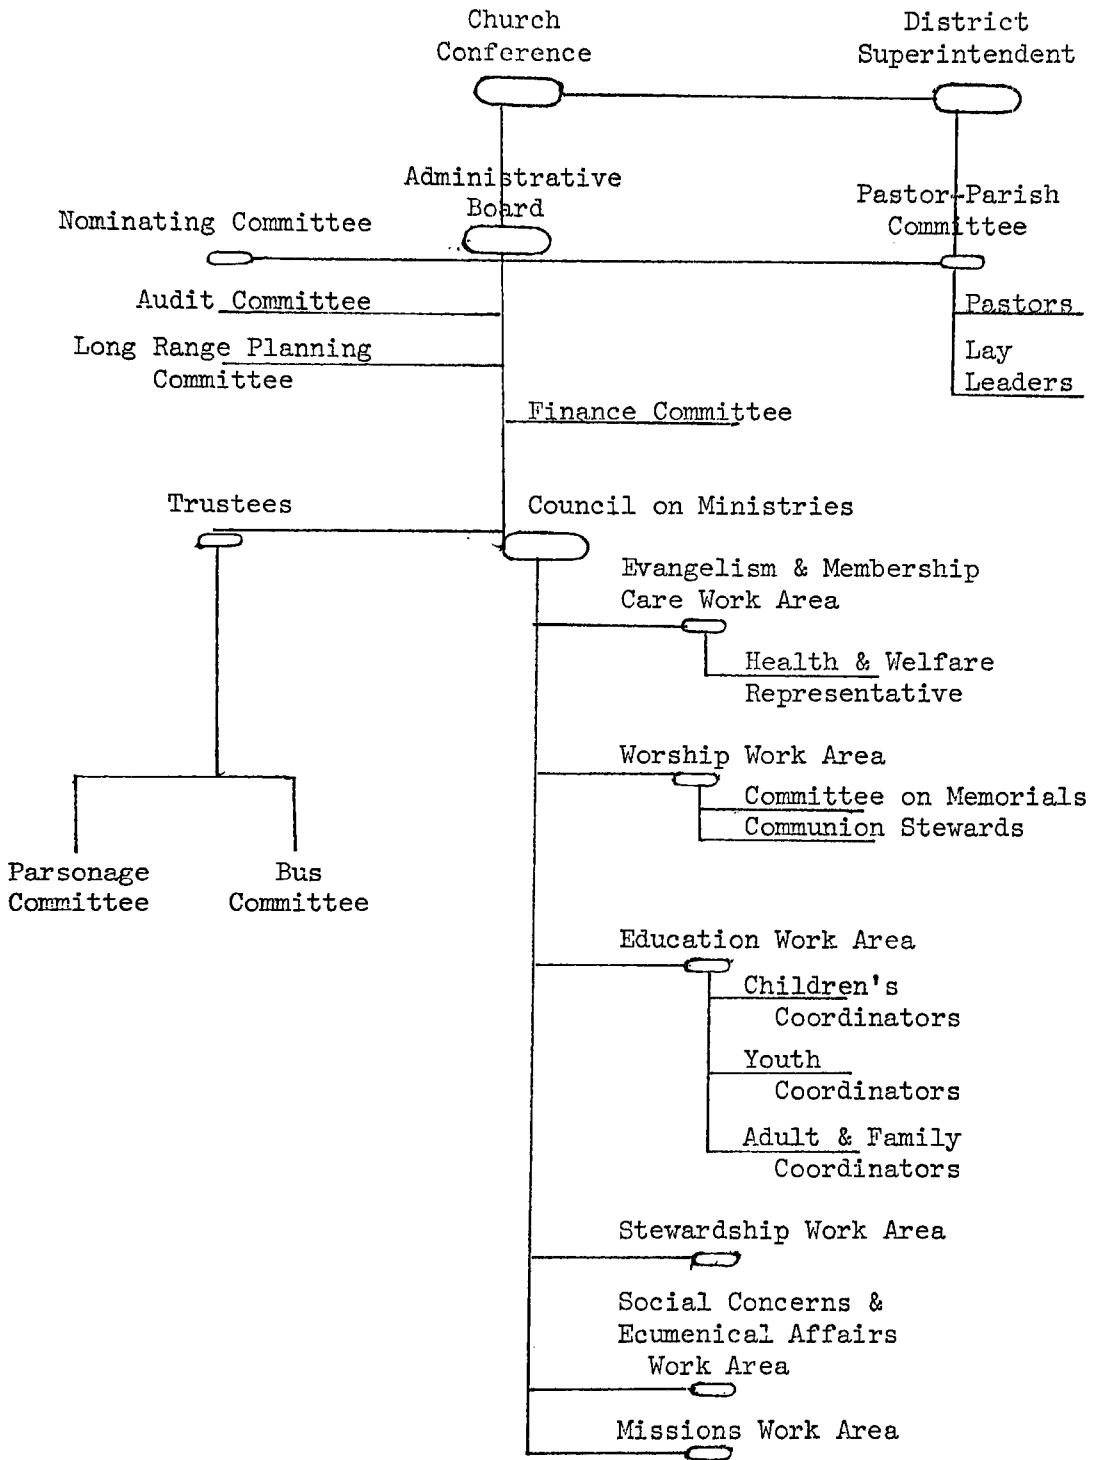 Church
Conference
District
Superintendent
Administrative
Board
Pastor-Parish
Committee
Nominating Committee
Audit Committee
Pastors
Long Range Planning
Committee
Lay
Leaders
Finance Committee
Trustees
Council on Ministries
Evangelism & Membership
Care Work Area
Health & Welfare
Representative
Worship Work Area
Committee on Memorials
Communion Stewards
Parsonage
Committee
Bus
Committee
Education Work Area
Children's
Coordinators
Youth
Coordinators
Adult & Family
Coordinators
Stewardship Work Area
Social Concerns &
Ecumenical Affairs
Work Area
Missions Work Area